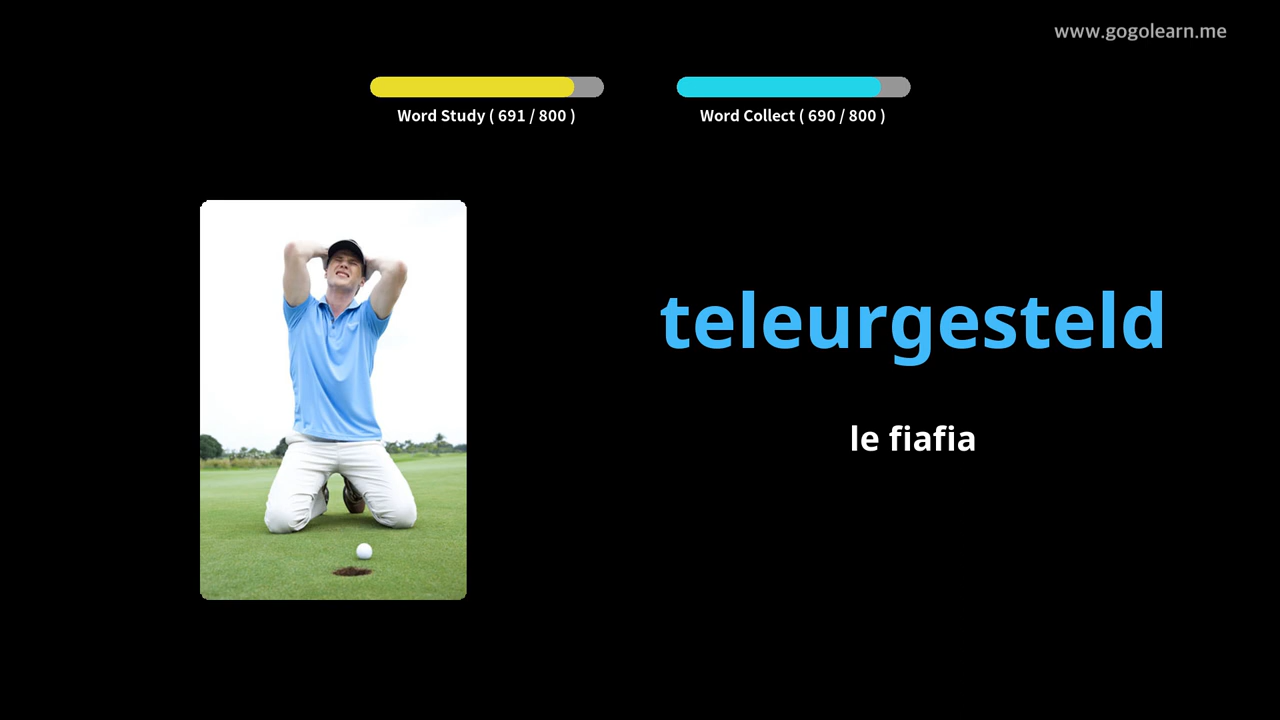 www.gogolearn.me
Word Study ( 691 / 800 )
Word Collect ( 690 / 800 )
teleurgesteld
le fiafia